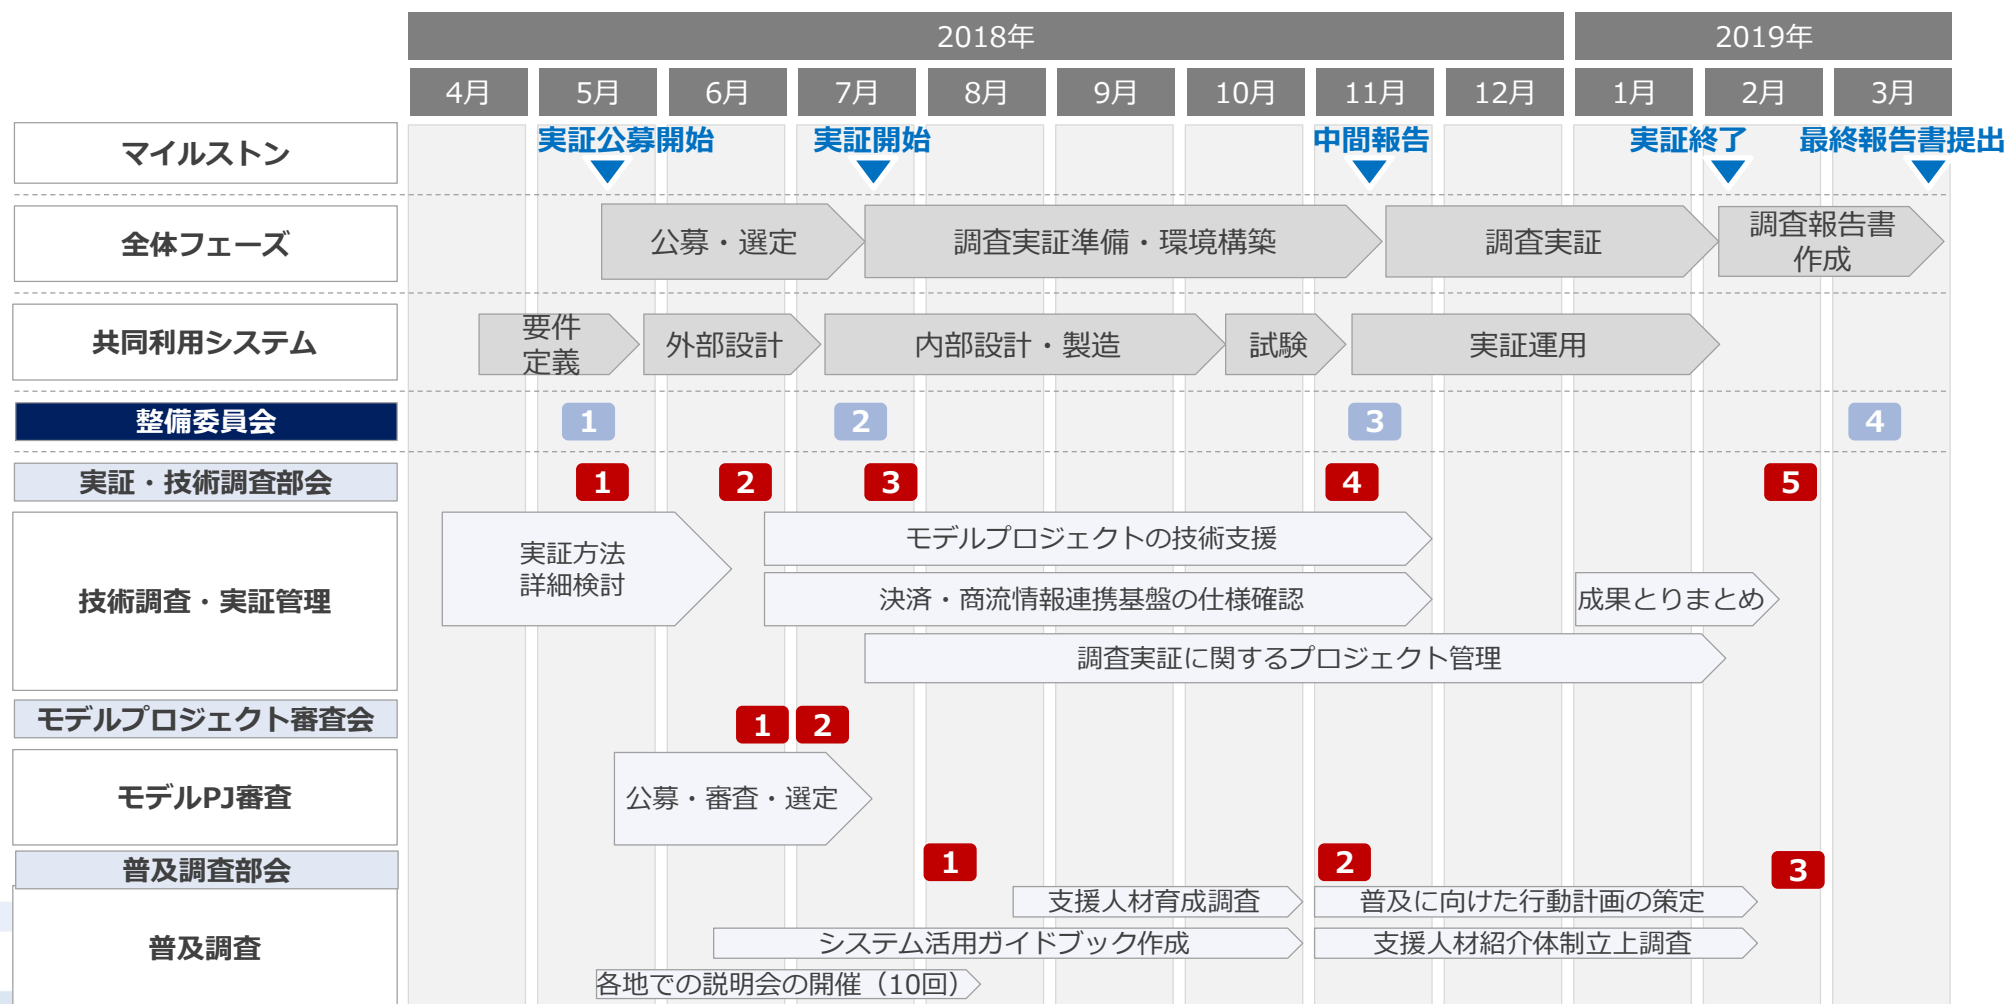 2018年
2019年
4月
5月
6月
7月
8月
9月
10月
11月
12月
1月
2月
3月
マイルストン
実証公募開始
実証開始
中間報告
実証終了
最終報告書提出
全体フェーズ
公募・選定
調査実証準備・環境構築
調査実証
調査報告書
作成
共同利用システム
要件
定義
外部設計
内部設計・製造
試験
実証運用
整備委員会
1
2
3
4
実証・技術調査部会
1
2
3
4
5
技術調査・実証管理
実証方法
詳細検討
モデルプロジェクトの技術支援
決済・商流情報連携基盤の仕様確認
成果とりまとめ
調査実証に関するプロジェクト管理
モデルプロジェクト審査会
1
2
モデルPJ審査
公募・審査・選定
普及調査部会
1
2
3
普及調査
支援人材育成調査
普及に向けた行動計画の策定
システム活用ガイドブック作成
支援人材紹介体制立上調査
各地での説明会の開催（10回）